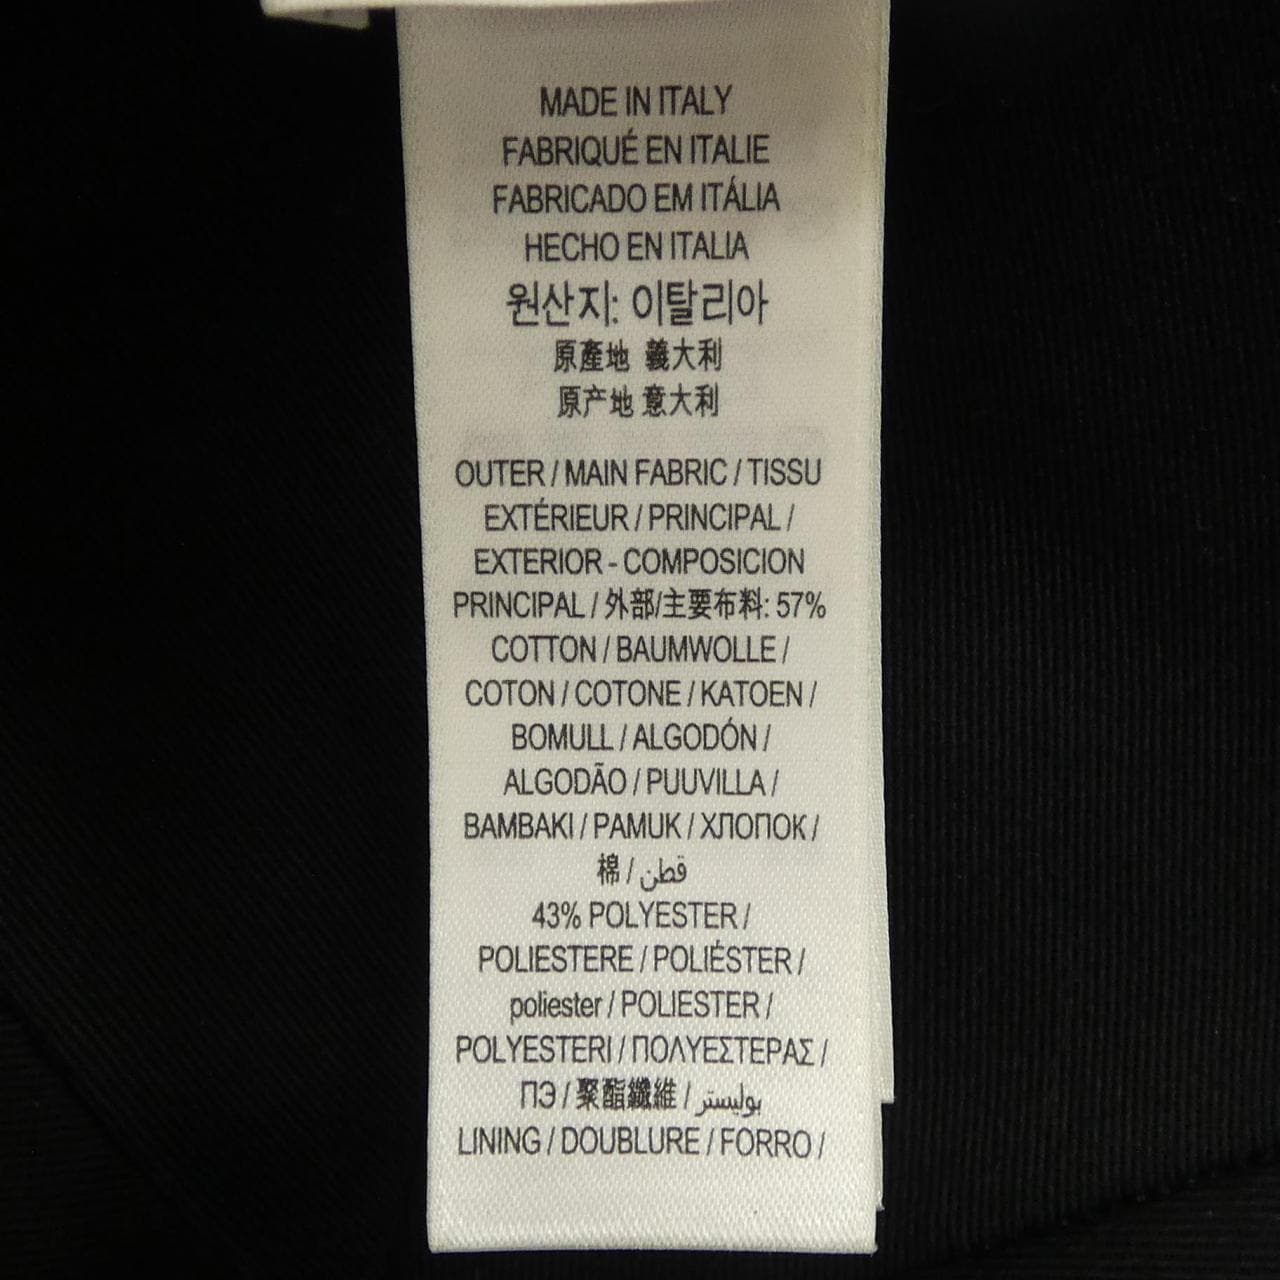 MADE IN ITALY
FABRIQUÉ EN ITALIE
FABRICADO EM ITÁLIA
HECHO EN ITALIA
원산지: 이탈리아
原產地 義大利
原产地 意大利
OUTER / MAIN FABRIC / TISSU
EXTÉRIEUR / PRINCIPAL /
EXTERIOR - COMPOSICION
PRINCIPAL / 外部/主要布料: 57%
COTTON / BAUMWOLLE /
COTON / COTONE / KATOEN /
BOMULL / ALGODÓN /
ALGODÃO / PUUVILLA /
BAMBAKI / PAMUK / ХЛОПОК /
棉 / قطن
43% POLYESTER /
POLIESTERE / POLIÉSTER /
poliester / POLIESTER /
POLYESTERI / ΠΟΛΥΕΣΤΕΡΑΣ /
ПЭ / 聚酯纖維 / بوليستر
LINING / DOUBLURE / FORRO /